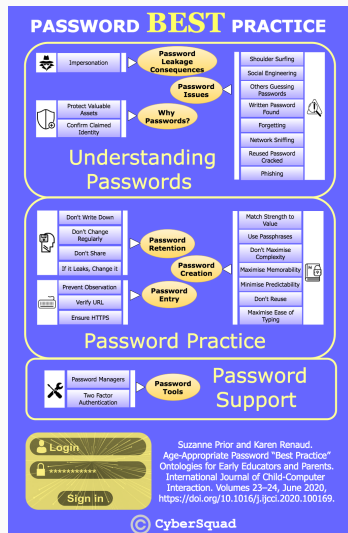 PASSWORD BEST PRACTICE
Impersonation
Password
Leakage
Consequences
Password
Issues
Shoulder Surfing
Social Engineering
Others Guessing
Passwords
Written Password
Found
Forgetting
Network Sniffing
Reused Password
Cracked
Phishing
Protect Valuable
Assets
Confirm Claimed
Identity
Why
Passwords?
Understanding
Passwords
Don't Write Down
Don't Change
Regularly
Don't Share
If it Leaks, Change it
Password
Retention
Password
Creation
Match Strength to
Value
Use Passphrases
Don't Maximise
Complexity
Maximise Memorability
Minimise Predictability
Don't Reuse
Maximise Ease of
Typing
Prevent Observation
Verify URL
Ensure HTTPS
Password
Entry
Password Practice
Password Managers
Two Factor
Authentication
Password
Tools
Password
Support
Login
***********
Sign in
Suzanne Prior and Karen Renaud.
Age-Appropriate Password "Best Practice"
Ontologies for Early Educators and Parents.
International Journal of Child-Computer
Interaction. Volumes 23–24, June 2020,
https://doi.org/10.1016/j.ijcci.2020.100169.
© CyberSquad